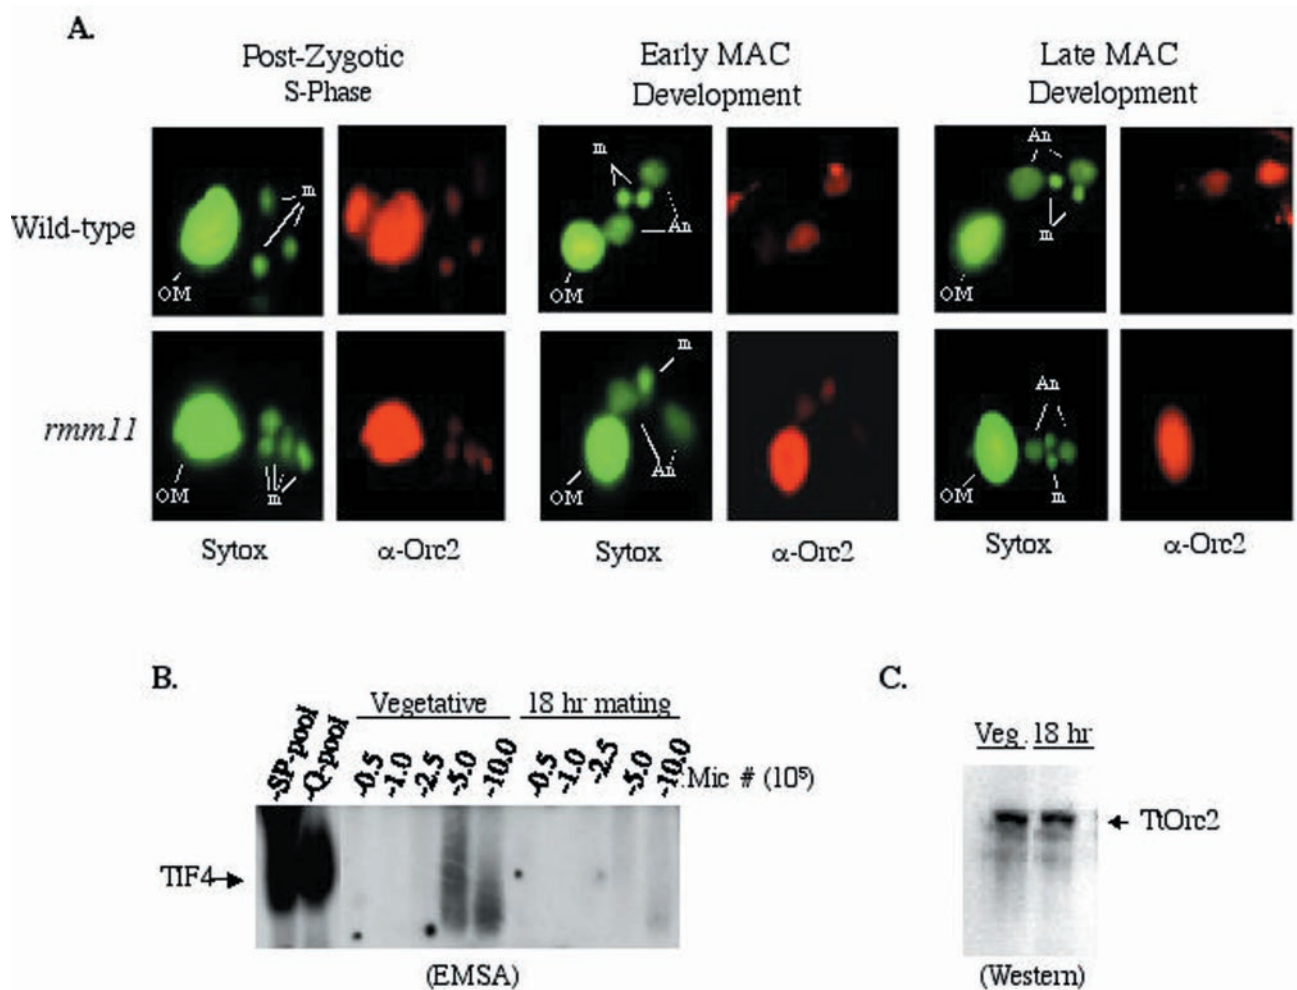 A.
Post-Zygotic
S-Phase
Early MAC
Development
Late MAC
Development
Wild-type
m
OM
m
An
OM
An
m
OM
rmm11
OM
m
m
An
OM
An
m
OM
Sytox
α-Orc2
Sytox
α-Orc2
Sytox
α-Orc2
B.
Vegetative
18 hr mating
-SP-pool
-Q-pool
-0.5
-1.0
-2.5
-5.0
-10.0
-0.5
-1.0
-2.5
-5.0
-10.0
.Mic # (10⁵)
TIF4
(EMSA)
C.
Veg. 18 hr
TtOrc2
(Western)